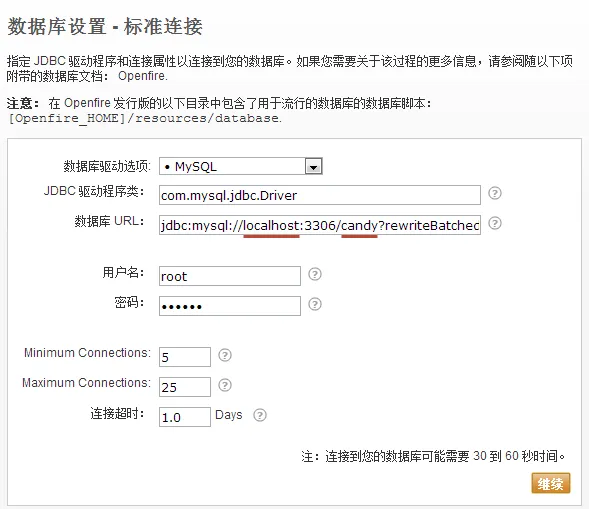 数据库设置 - 标准连接
指定 JDBC 驱动程序和连接属性以连接到您的数据库。如果您需要关于该过程的更多信息，请参阅随以下项
附带的数据库文档： Openfire.
注意： 在 Openfire 发行版的以下目录中包含了用于流行的数据库的数据库脚本：
[Openfire_HOME]/resources/database.
数据库驱动选项: • MySQL
JDBC 驱动程序类： com.mysql.jdbc.Driver ?
数据库 URL： jdbc:mysql://localhost:3306/candy?rewriteBatchec ?
用户名： root ?
密码： •••••• ?
Minimum Connections: 5 ?
Maximum Connections: 25 ?
连接超时： 1.0 Days ?
注：连接到您的数据库可能需要 30 到 60 秒时间。
继续